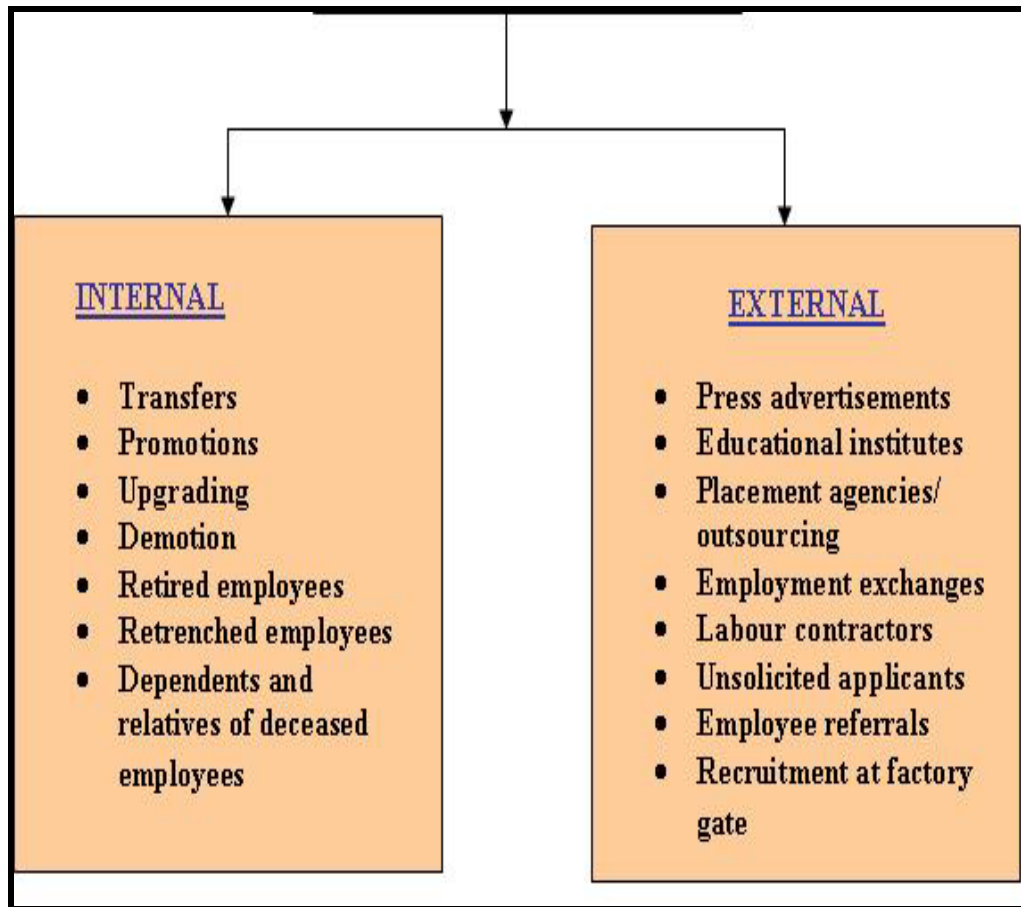 INTERNAL
• Transfers
• Promotions
• Upgrading
• Demotion
• Retired employees
• Retrenched employees
• Dependents and
relatives of deceased
employees
EXTERNAL
• Press advertisements
• Educational institutes
• Placement agencies/
outsourcing
• Employment exchanges
• Labour contractors
• Unsolicited applicants
• Employee referrals
• Recruitment at factory
gate